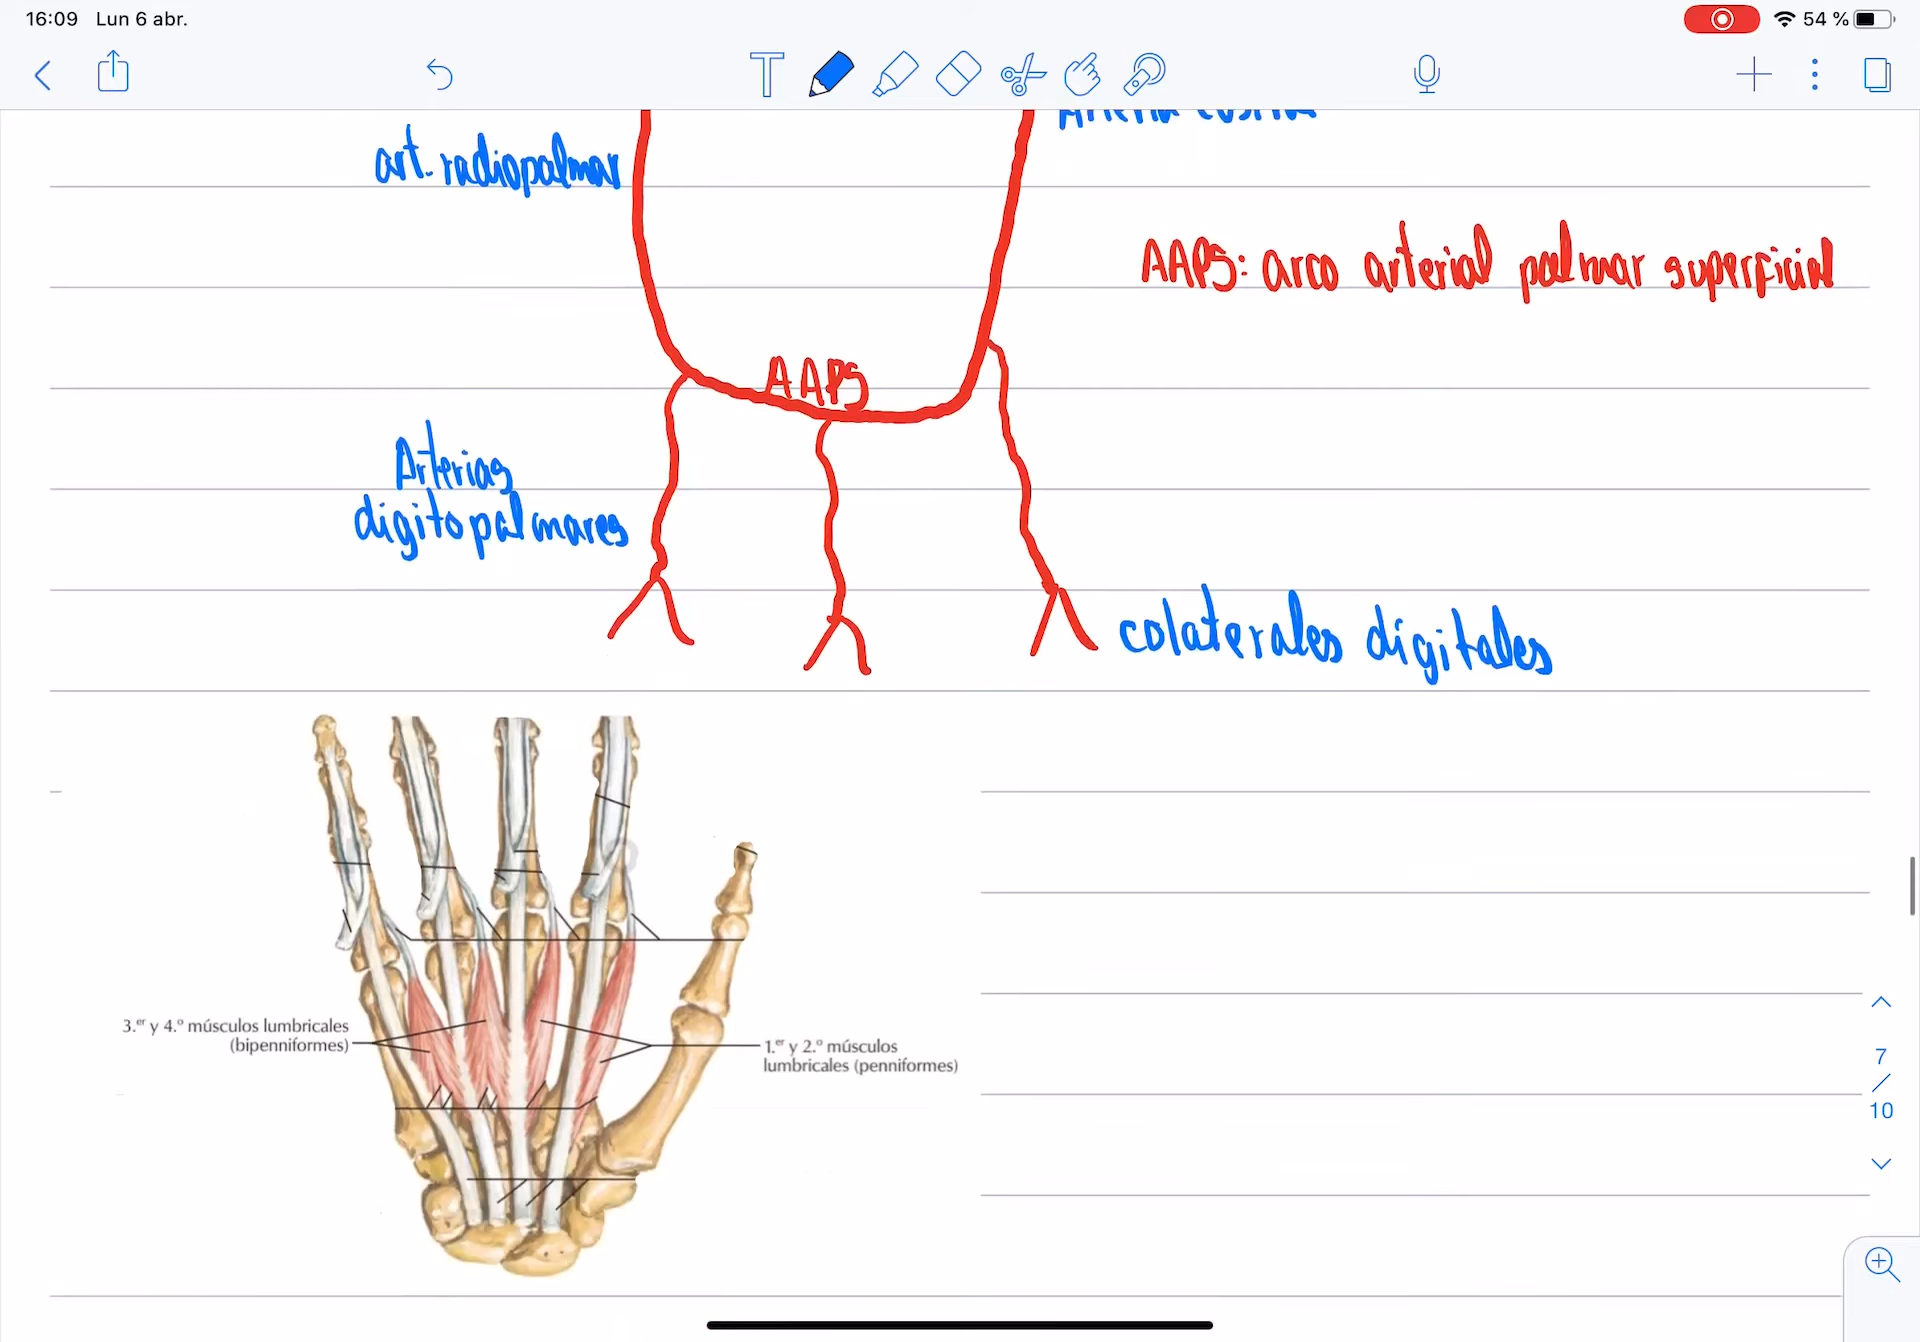 16:09 Lun 6 abr.
54 %
art. radiopalmar
AAPS: arco arterial palmar superficial
AAPS
Arterias
digitopalmares
colaterales digitales
3.er y 4.º músculos lumbricales
(bipenniformes)
1.er y 2.º músculos
lumbricales (penniformes)
7
/
10